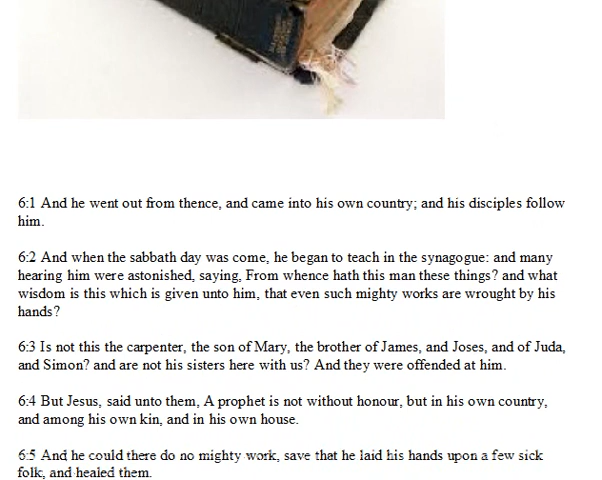 6:1 And he went out from thence, and came into his own country; and his disciples follow
him.
6:2 And when the sabbath day was come, he began to teach in the synagogue: and many
hearing him were astonished, saying, From whence hath this man these things? and what
wisdom is this which is given unto him, that even such mighty works are wrought by his
hands?
6:3 Is not this the carpenter, the son of Mary, the brother of James, and Joses, and of Juda,
and Simon? and are not his sisters here with us? And they were offended at him.
6:4 But Jesus, said unto them, A prophet is not without honour, but in his own country,
and among his own kin, and in his own house.
6:5 And he could there do no mighty work, save that he laid his hands upon a few sick
folk, and healed them.